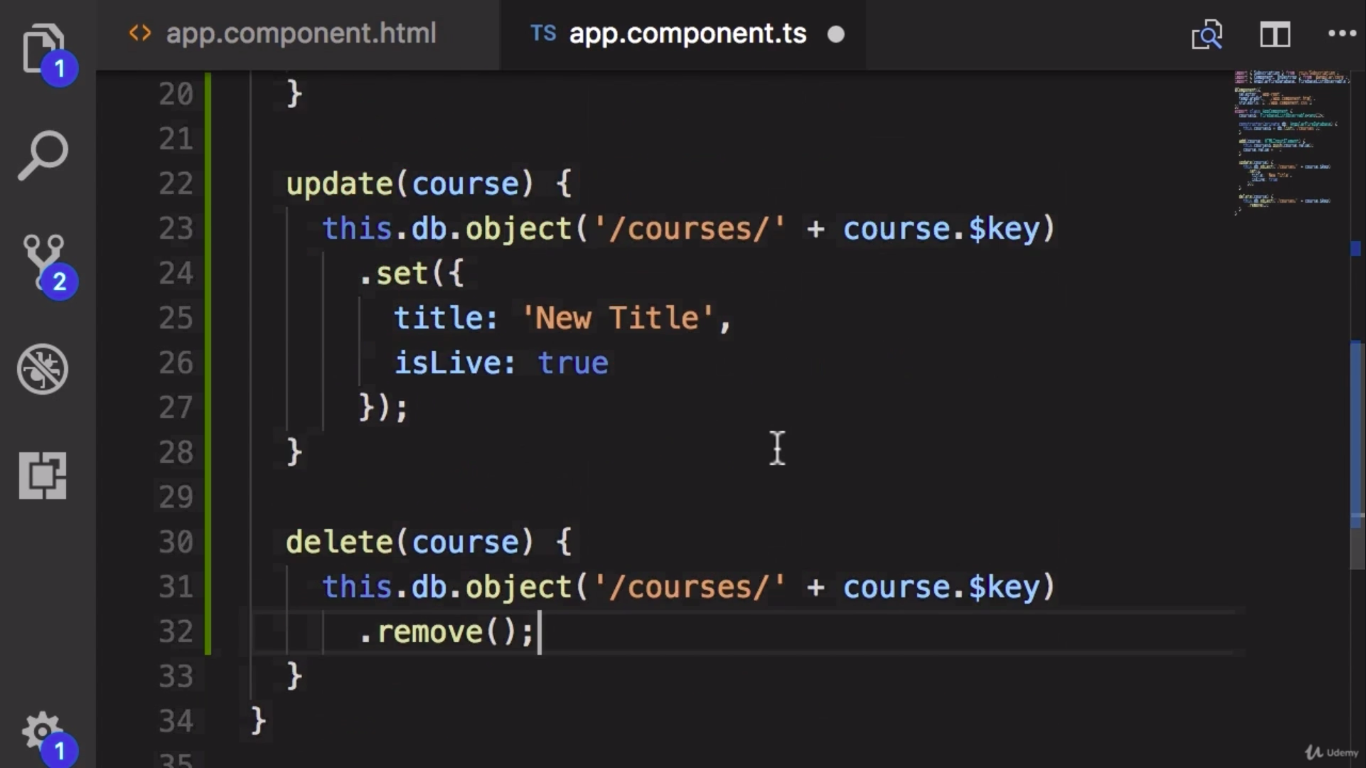 1
2
1
<> app.component.html
TS app.component.ts
20 }
21
22 update(course) {
23 this.db.object('/courses/' + course.$key)
24 .set({
25 title: 'New Title',
26 isLive: true
27 });
28 }
29
30 delete(course) {
31 this.db.object('/courses/' + course.$key)
32 .remove();
33 }
34 }
35
Udemy